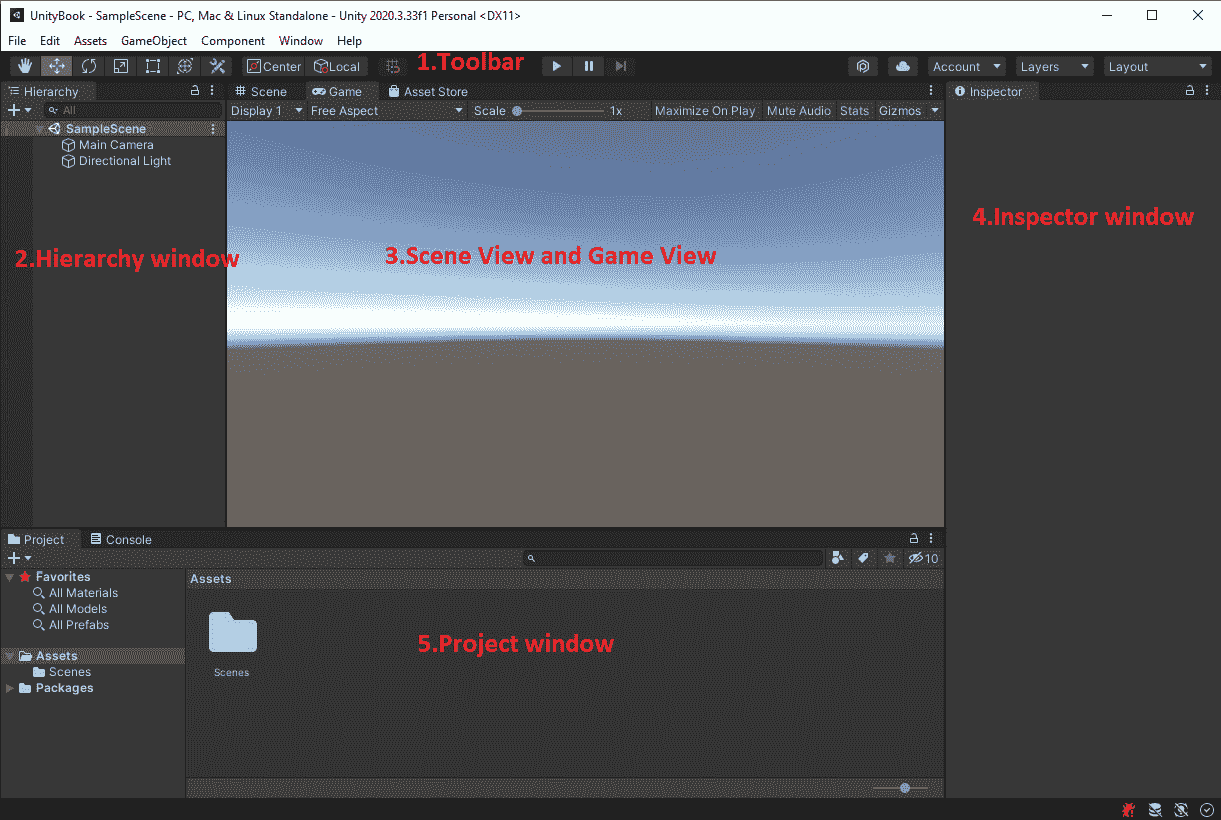 UnityBook - SampleScene - PC, Mac & Linux Standalone - Unity 2020.3.33f1 Personal <DX11>
File Edit Assets GameObject Component Window Help
Center Local 1.Toolbar Account Layers Layout
Hierarchy Scene Game Asset Store Inspector
All Display 1 Free Aspect Scale 1x Maximize On Play Mute Audio Stats Gizmos
SampleScene
Main Camera
Directional Light
4.Inspector window
2.Hierarchy window 3.Scene View and Game View
Project Console
10
Favorites Assets
All Materials
All Models
All Prefabs
5.Project window
Assets
Scenes Scenes
Packages